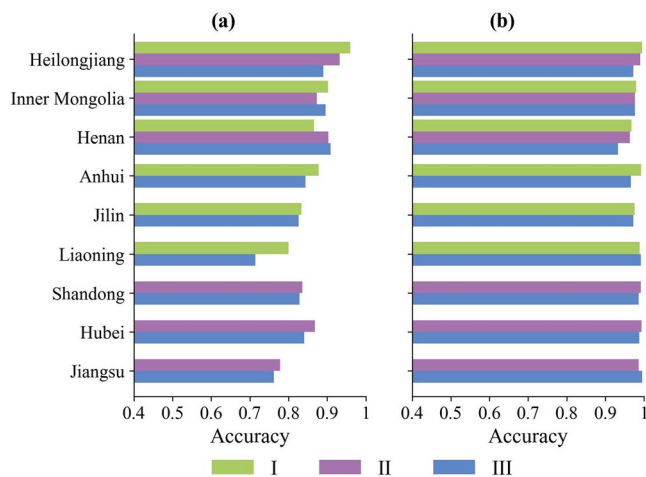 (a) (b)
Heilongjiang
Inner Mongolia
Henan
Anhui
Jilin
Liaoning
Shandong
Hubei
Jiangsu
0.4 0.5 0.6 0.7 0.8 0.9 1 0.4 0.5 0.6 0.7 0.8 0.9 1
Accuracy Accuracy
I II III